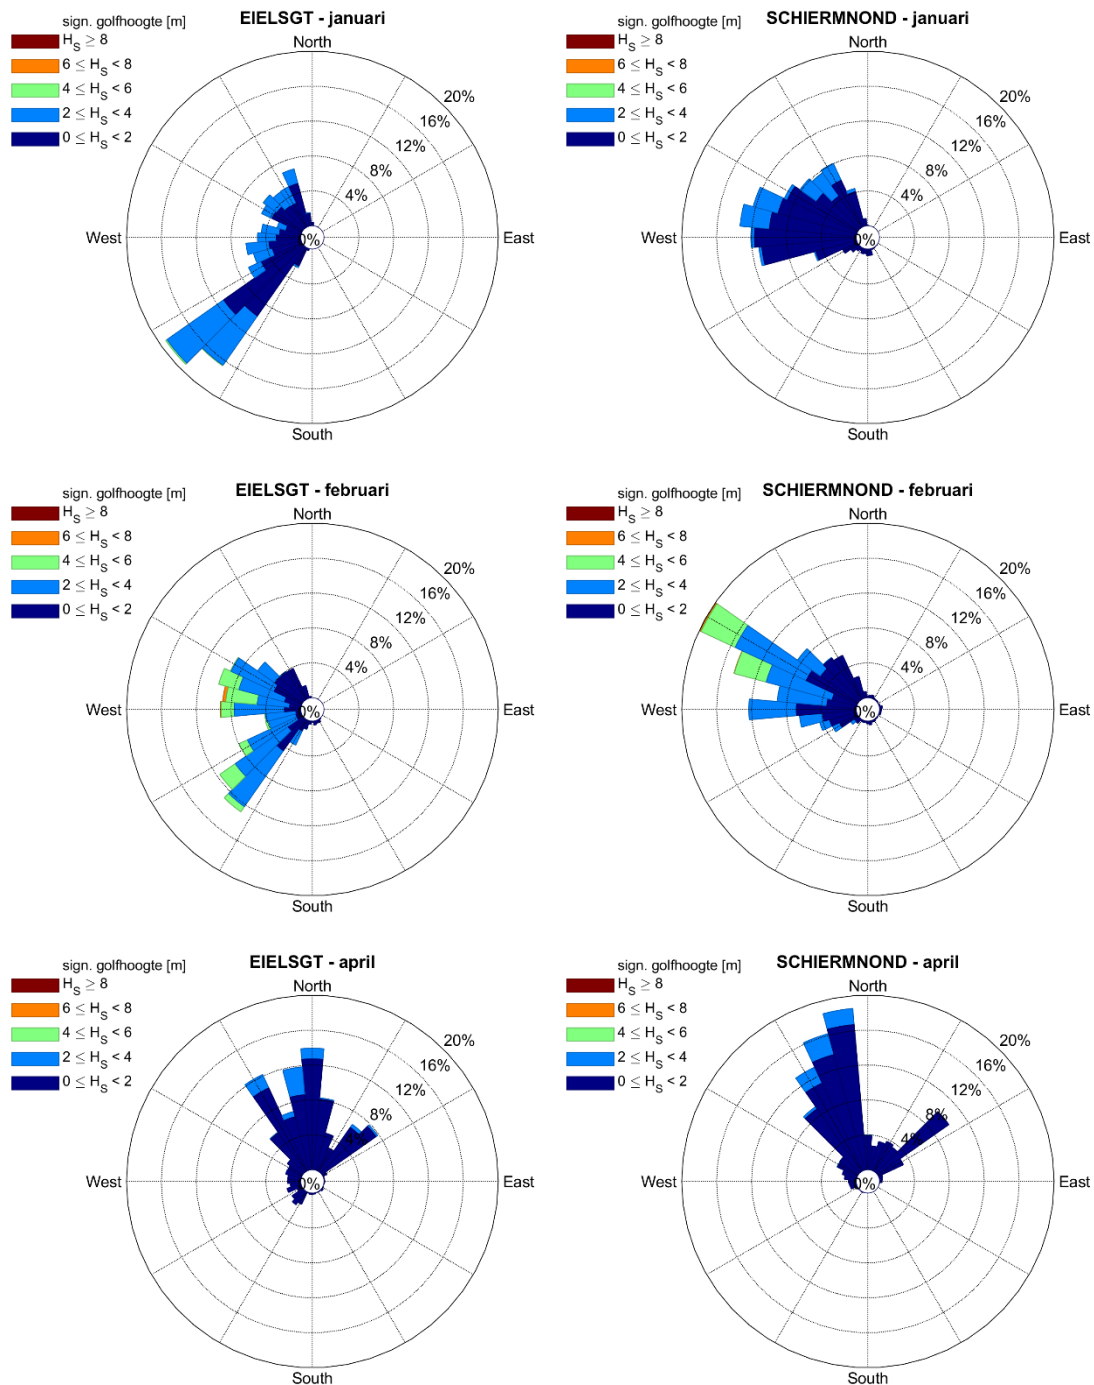 EIELSGT - januari
sign. golfhoogte [m]
H_S ≥ 8
6 ≤ H_S < 8
4 ≤ H_S < 6
2 ≤ H_S < 4
0 ≤ H_S < 2
North
20%
16%
12%
8%
4%
0%
West
East
South
SCHIERMNOND - januari
sign. golfhoogte [m]
H_S ≥ 8
6 ≤ H_S < 8
4 ≤ H_S < 6
2 ≤ H_S < 4
0 ≤ H_S < 2
North
20%
16%
12%
8%
4%
0%
West
East
South
EIELSGT - februari
sign. golfhoogte [m]
H_S ≥ 8
6 ≤ H_S < 8
4 ≤ H_S < 6
2 ≤ H_S < 4
0 ≤ H_S < 2
North
20%
16%
12%
8%
4%
0%
West
East
South
SCHIERMNOND - februari
sign. golfhoogte [m]
H_S ≥ 8
6 ≤ H_S < 8
4 ≤ H_S < 6
2 ≤ H_S < 4
0 ≤ H_S < 2
North
20%
16%
12%
8%
4%
0%
West
East
South
EIELSGT - april
sign. golfhoogte [m]
H_S ≥ 8
6 ≤ H_S < 8
4 ≤ H_S < 6
2 ≤ H_S < 4
0 ≤ H_S < 2
North
20%
16%
12%
8%
4%
0%
West
East
South
SCHIERMNOND - april
sign. golfhoogte [m]
H_S ≥ 8
6 ≤ H_S < 8
4 ≤ H_S < 6
2 ≤ H_S < 4
0 ≤ H_S < 2
North
20%
16%
12%
8%
4%
0%
West
East
South